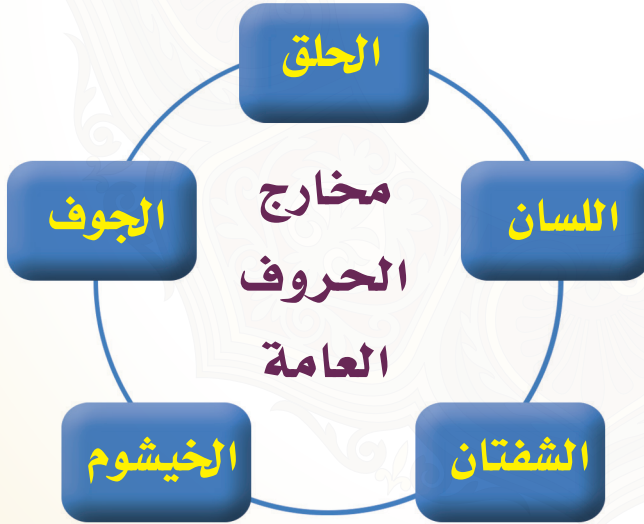 الحلق
اللسان
الشفتان
الخيشوم
الجوف
مخارج
الحروف
العامة